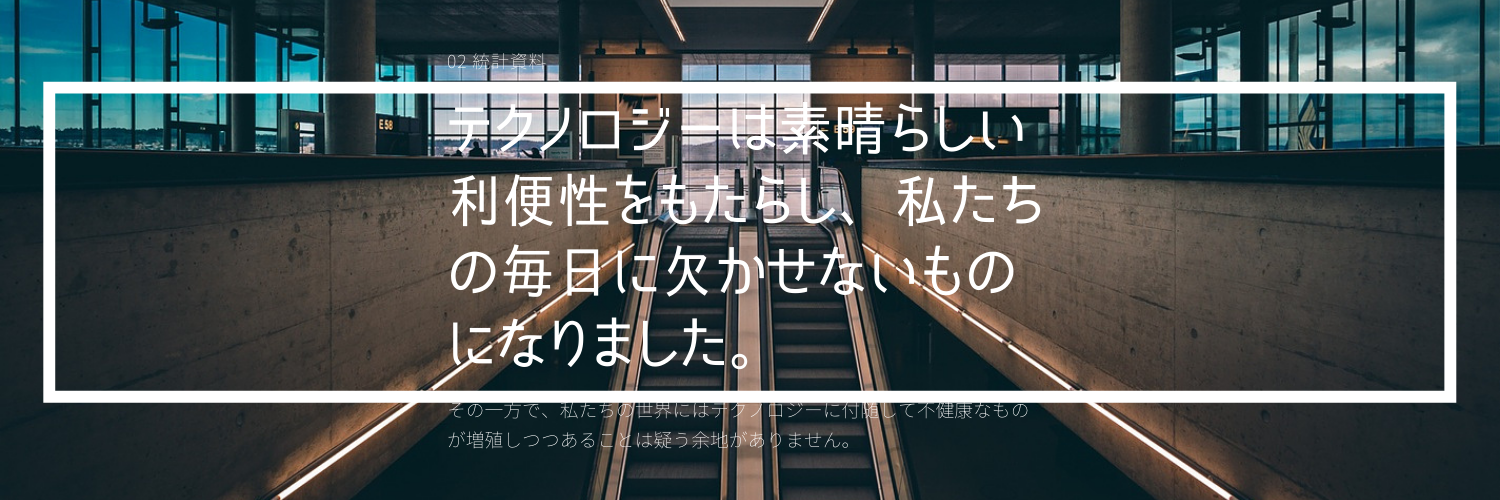 02 統計資料
テクノロジーは素晴らしい
利便性をもたらし、私たち
の毎日に欠かせないもの
になりました。
その一方で、私たちの世界にはテクノロジーに付随して不健康なもの
が増殖しつつあることは疑う余地がありません。
E5B